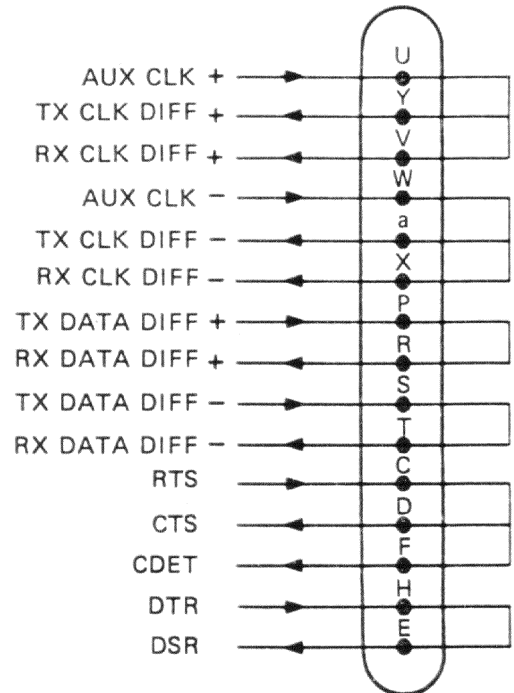 AUX CLK + U
TX CLK DIFF + Y
RX CLK DIFF + V
AUX CLK − W
TX CLK DIFF − a
RX CLK DIFF − X
TX DATA DIFF + P
RX DATA DIFF + R
TX DATA DIFF − S
RX DATA DIFF − T
RTS C
CTS D
CDET F
DTR H
DSR E